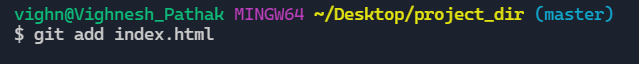 vighn@Vighnesh_Pathak MINGW64 ~/Desktop/project_dir (master)
$ git add index.html